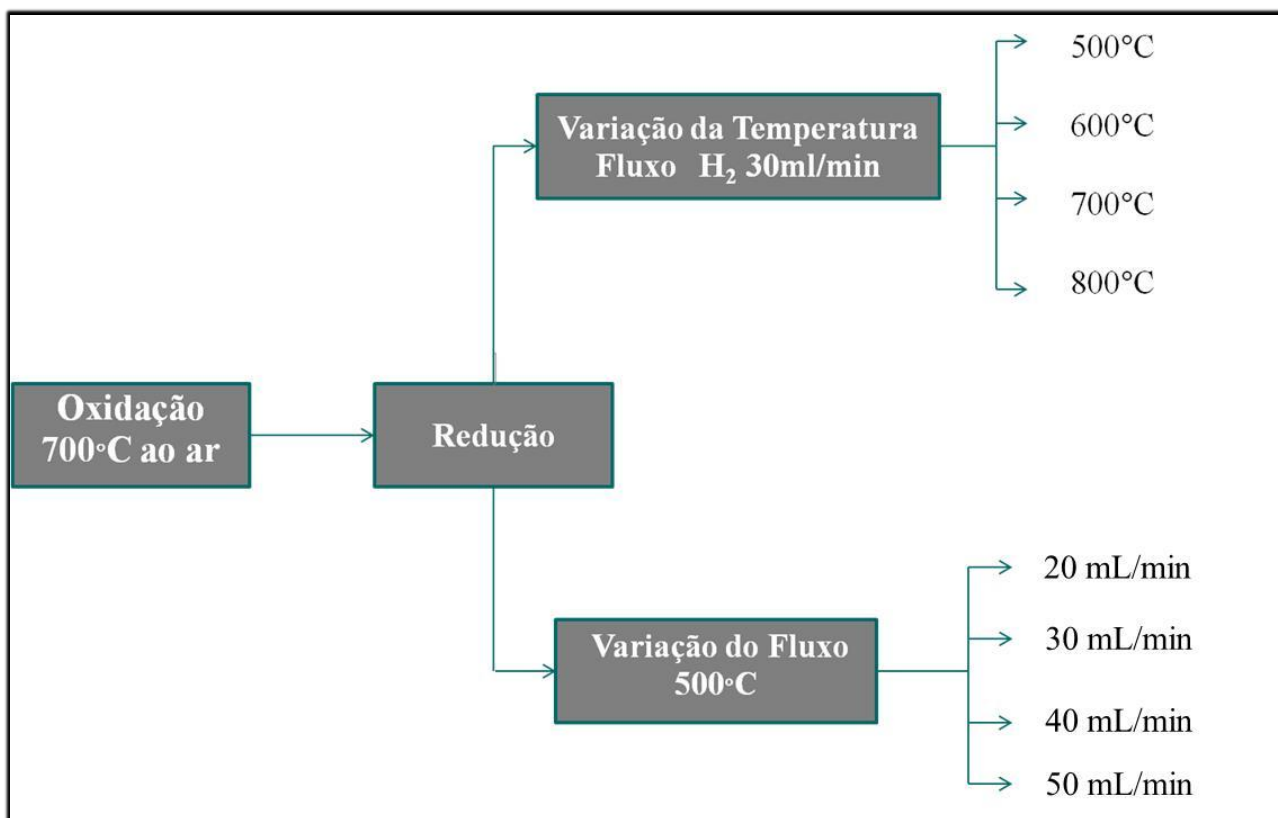 Oxidação
700°C ao ar
Redução
Variação da Temperatura
Fluxo H₂ 30ml/min
500°C
600°C
700°C
800°C
Variação do Fluxo
500°C
20 mL/min
30 mL/min
40 mL/min
50 mL/min